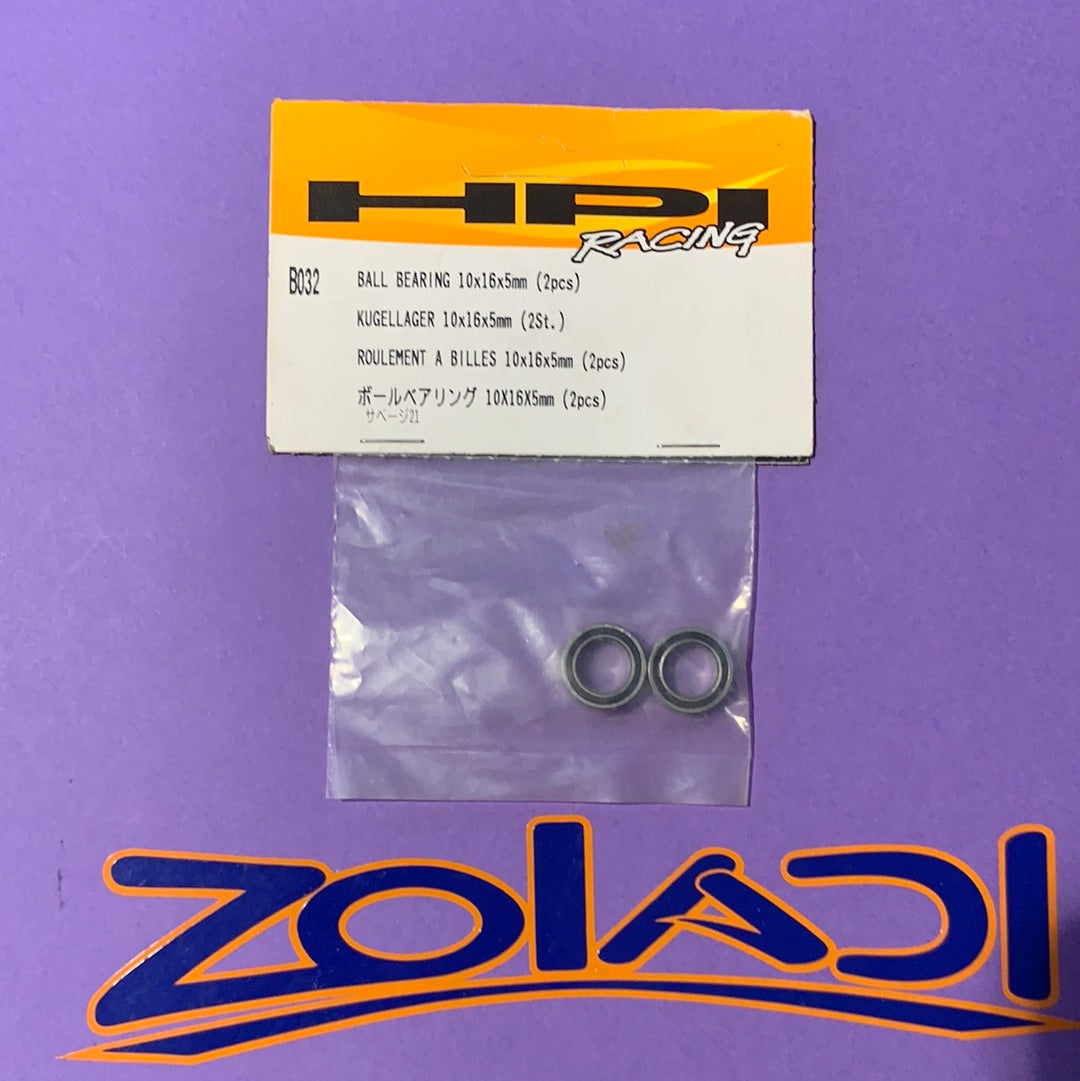 HPI
RACING
B032
BALL BEARING 10x16x5mm (2pcs)
KUGELLAGER 10x16x5mm (2St.)
ROULEMENT A BILLES 10x16x5mm (2pcs)
ボールベアリング 10X16X5mm (2pcs)
サベージ21
ZOIADI